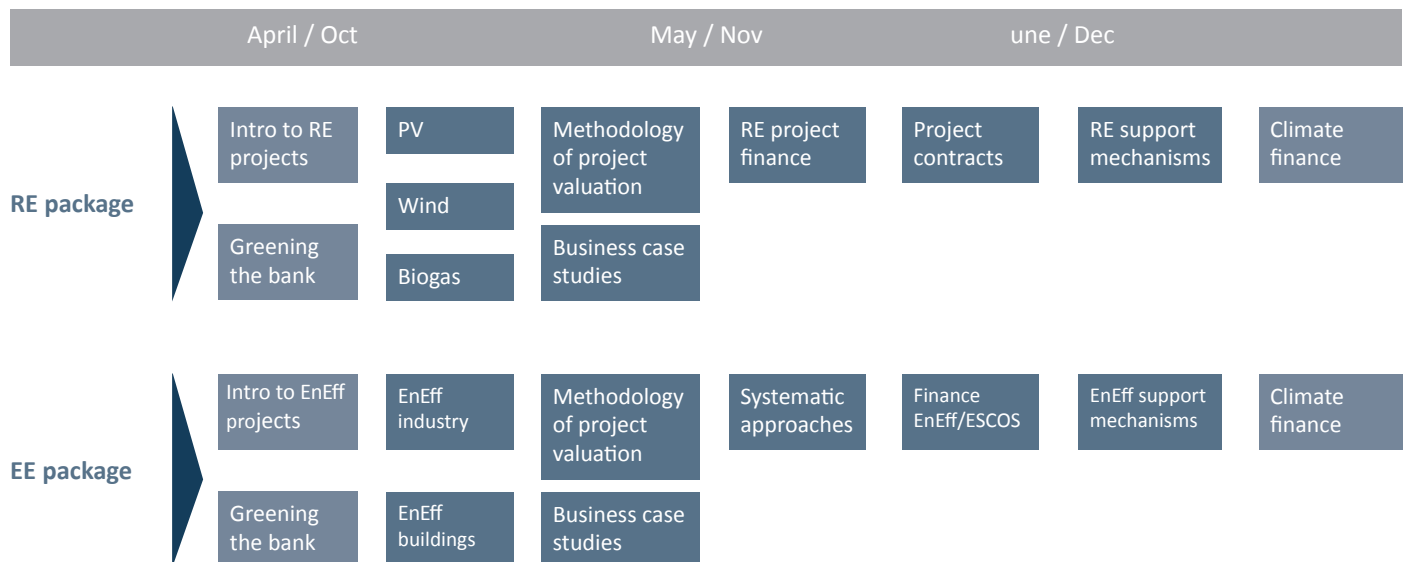 April / Oct
May / Nov
une / Dec
RE package
Intro to RE
projects
Greening
the bank
PV
Wind
Biogas
Methodology
of project
valuation
Business case
studies
RE project
finance
Project
contracts
RE support
mechanisms
Climate
finance
EE package
Intro to EnEff
projects
Greening
the bank
EnEff
industry
EnEff
buildings
Methodology
of project
valuation
Business case
studies
Systematic
approaches
Finance
EnEff/ESCOS
EnEff support
mechanisms
Climate
finance